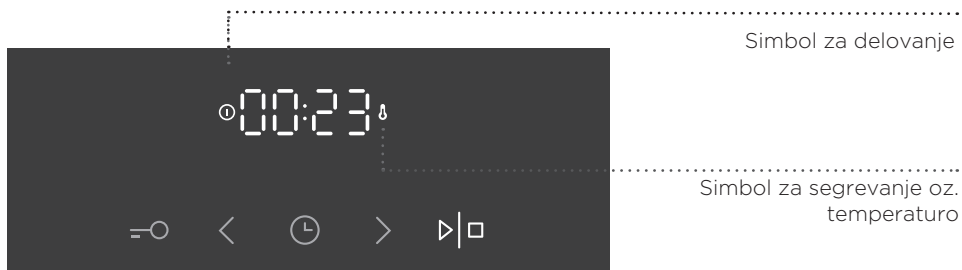 Simbol za delovanje
00:23
Simbol za segrevanje oz.
temperaturo